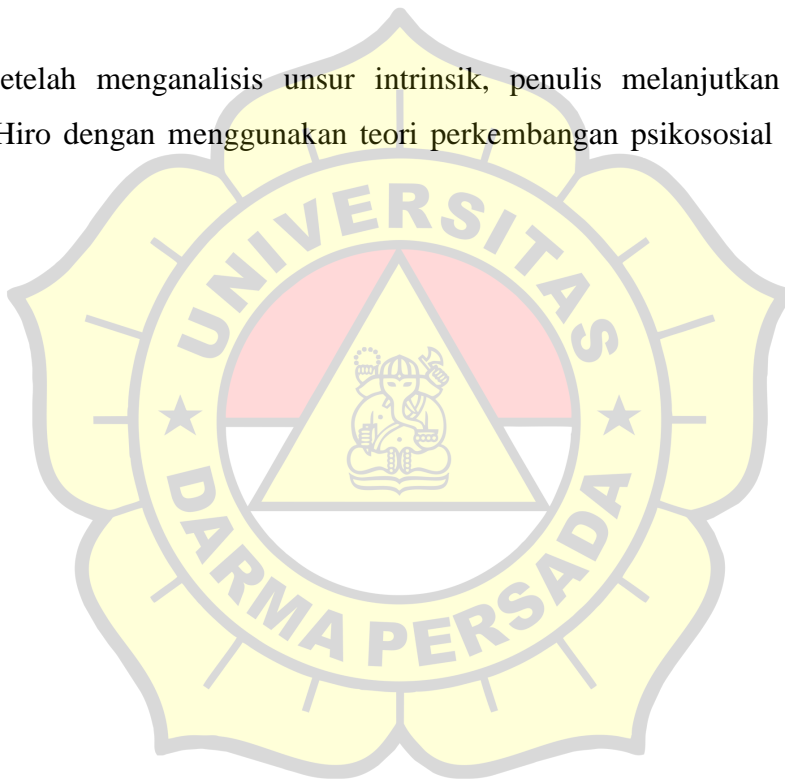 etelah menganalisis unsur intrinsik, penulis melanjutkan
Hiro dengan menggunakan teori perkembangan psikososial
UNIVERSITAS
DARMA PERSADA